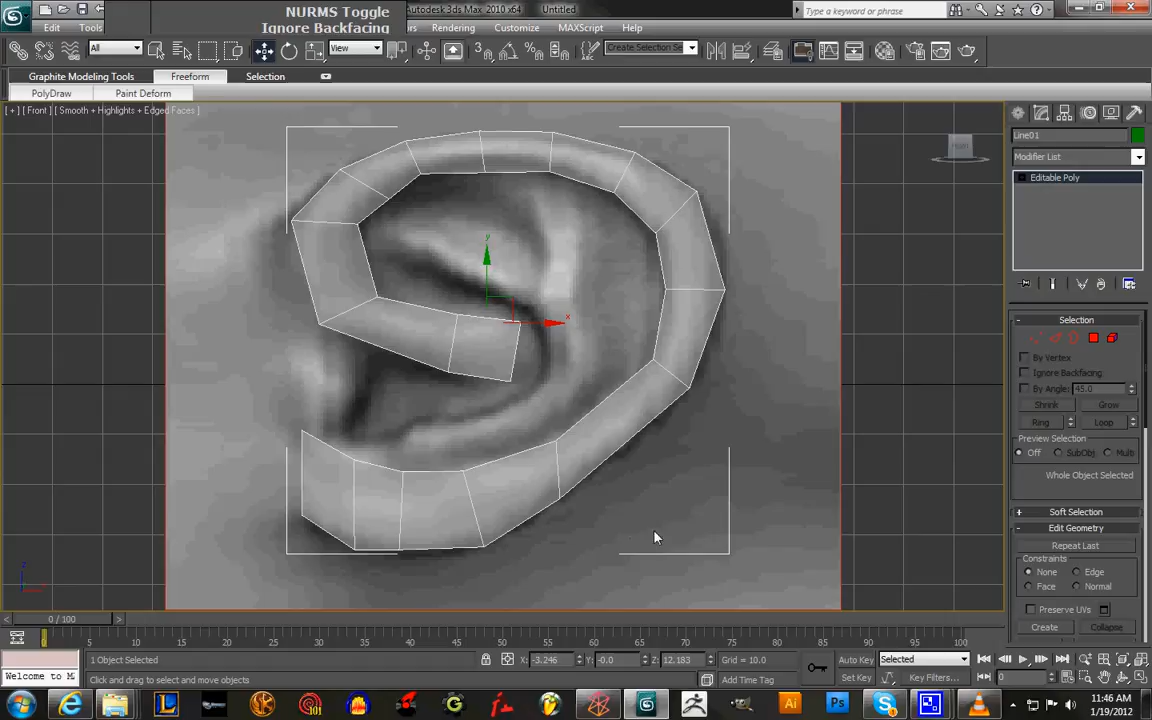 NURMS Toggle
Ignore Backfacing
Autodesk 3ds Max 2010 x64 Untitled
Type a keyword or phrase
Edit Tools Rendering Customize MAXScript Help
All View Create Selection Se
Graphite Modeling Tools Freeform Selection
PolyDraw Paint Deform
[ + ] [ Front ] [ Smooth + Highlights + Edged Faces ]
Line01
Modifier List
Editable Poly
Selection
By Vertex
Ignore Backfacing
By Angle: 45.0
Shrink Grow
Ring Loop
Preview Selection
Off SubObj Multi
Whole Object Selected
Soft Selection
Edit Geometry
Repeat Last
Constraints
None Edge
Face Normal
Preserve UVs
Create Collapse
y
x
z
0 / 100
0 5 10 15 20 25 30 35 40 45 50 55 60 65 70 75 80 85 90 95 100
1 Object Selected X: -3.246 Y: -0.0 Z: 12.183 Grid = 10.0 Auto Key Selected
Welcome to M Click and drag to select and move objects Add Time Tag Set Key Key Filters... 0
Ai Ps
11:46 AM
1/19/2012